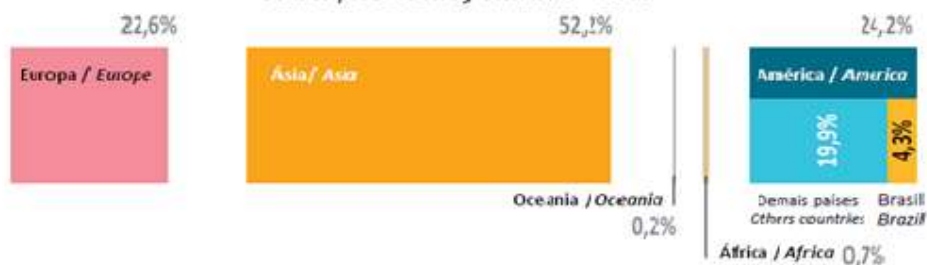 22,6%
52,2%
24,2%
Europa / Europe
Ásia/ Asia
América / America
19,9%
4,3%
Oceania / Oceania
0,2%
Demais países
Others countries
Brasil
Brazil
África / Africa 0,7%